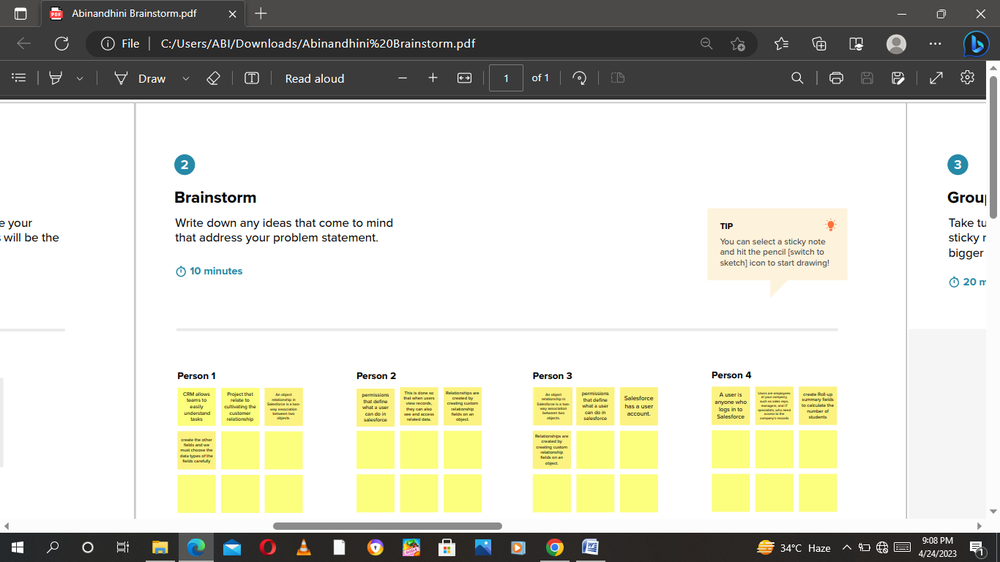 Abinandhini Brainstorm.pdf
File
C:/Users/ABI/Downloads/Abinandhini%20Brainstorm.pdf
Draw
Read aloud
1
of 1
e your
s will be the
2
Brainstorm
Write down any ideas that come to mind
that address your problem statement.
10 minutes
TIP
You can select a sticky note
and hit the pencil [switch to
sketch] icon to start drawing!
3
Group
Take tu
sticky n
bigger
20 m
Person 1
CRM allows
teams to
easily
understand
tasks
Project that
relate to
cultivating the
customer
relationship
An object
relationship in
Salesforce is a two-
way association
between two
objects.
create the other
fields and we
must choose the
data types of the
fields carefully
Person 2
permissions
that define
what a user
can do in
salesforce
This is done so
that when users
view records,
they can also
see and access
related data.
Relationships are
created by
creating custom
relationship
fields on an
object.
Person 3
An object
relationship in
Salesforce is a two-
way association
between two
objects.
permissions
that define
what a user
can do in
salesforce
Salesforce
has a user
account.
Relationships are
created by
creating custom
relationship
fields on an
object.
Person 4
A user is
anyone who
logs in to
Salesforce
Users are employees
at your company,
such as sales reps,
managers, and IT
specialists, who need
access to the
company's records
create Roll-up
summary fields
to calculate the
number of
students
34°C Haze
9:08 PM
4/24/2023
1